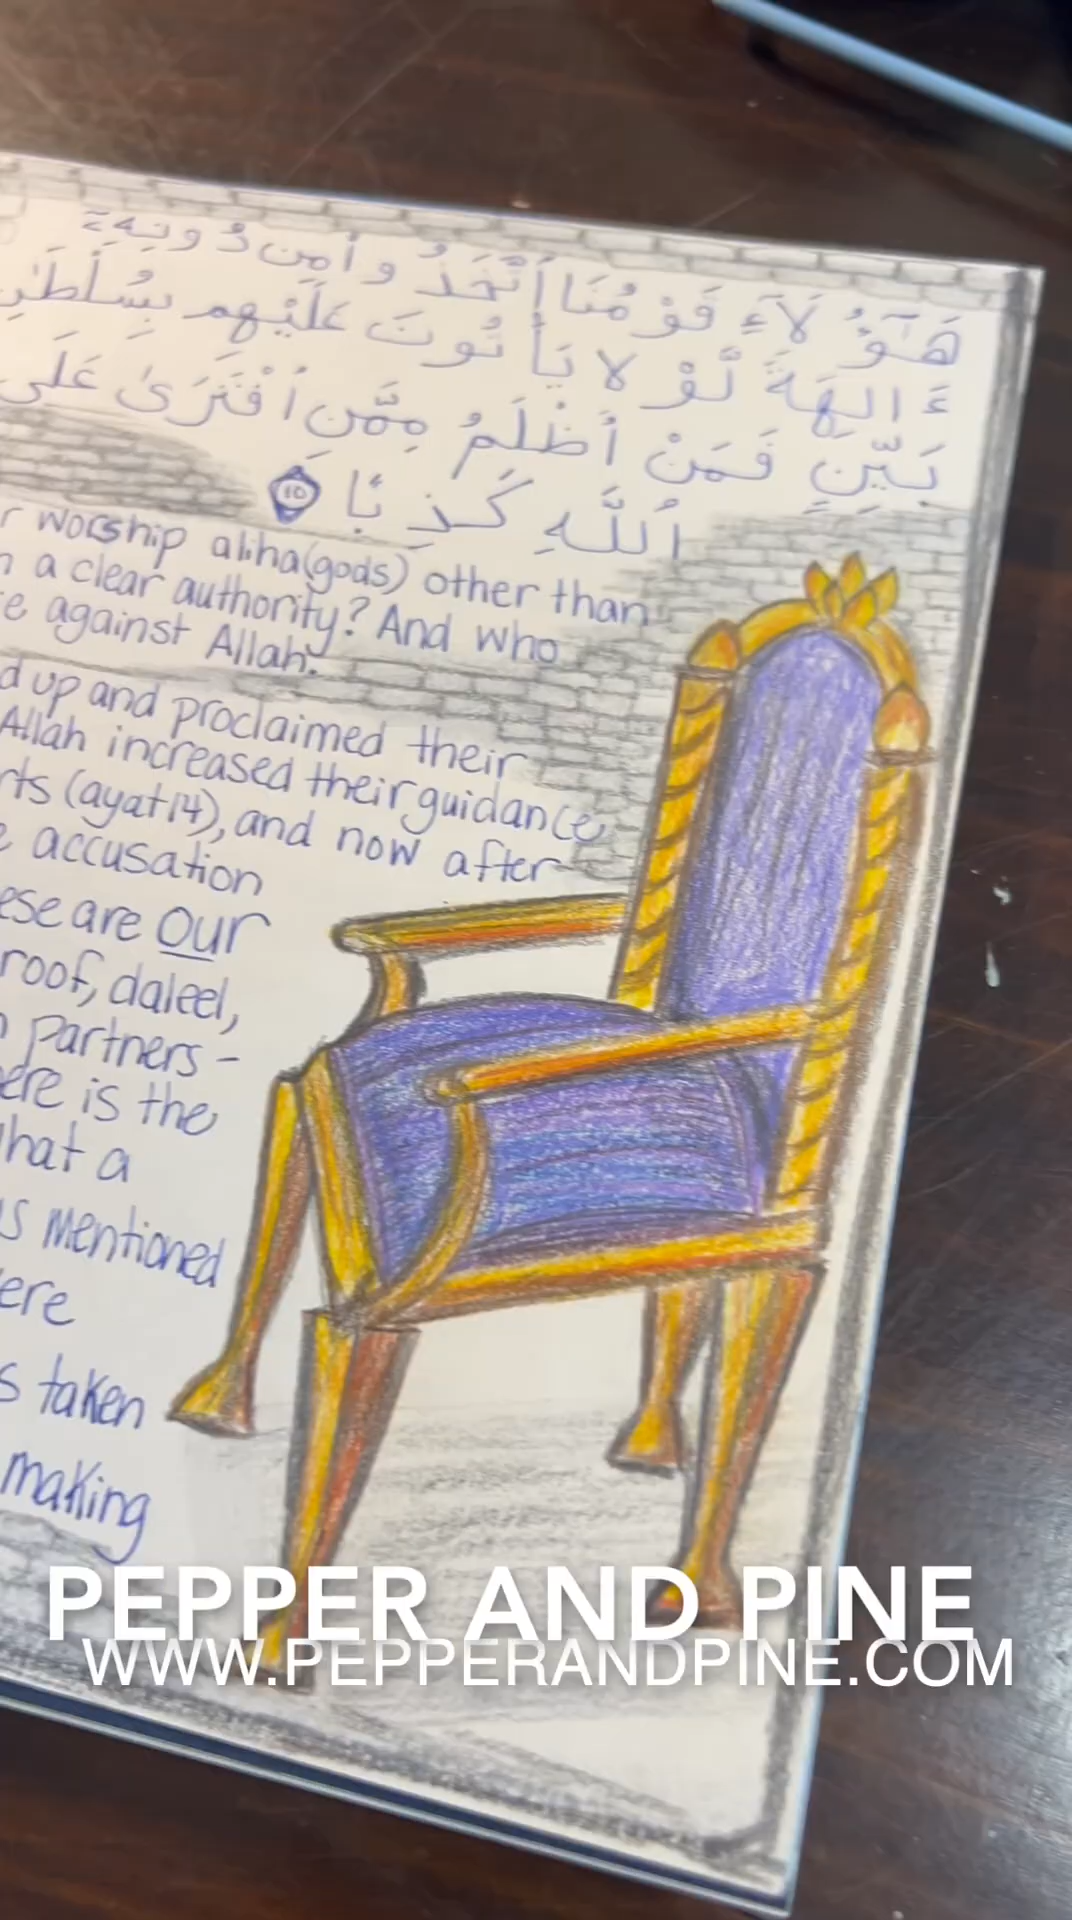 هَـٰٓؤُلَآءِ قَوْمُنَا ٱتَّخَذُوا۟ مِن دُونِهِۦٓ
ءَالِهَةً لَّوْلَا يَأْتُونَ عَلَيْهِم بِسُلْطَـٰنٍۭ
بَيِّنٍ فَمَنْ أَظْلَمُ مِمَّنِ ٱفْتَرَىٰ عَلَى
ٱللَّهِ كَذِبًا ١٥
r worship aliha(gods) other than
a clear authority? And who
e against Allah?
d up and proclaimed their
Allah increased their guidance
rts (ayat 14), and now after
accusation
ese are our
roof, daleel,
partners -
ere is the
hat a
s mentioned
ere
s taken
making
PEPPER AND PINE
WWW.PEPPERANDPINE.COM